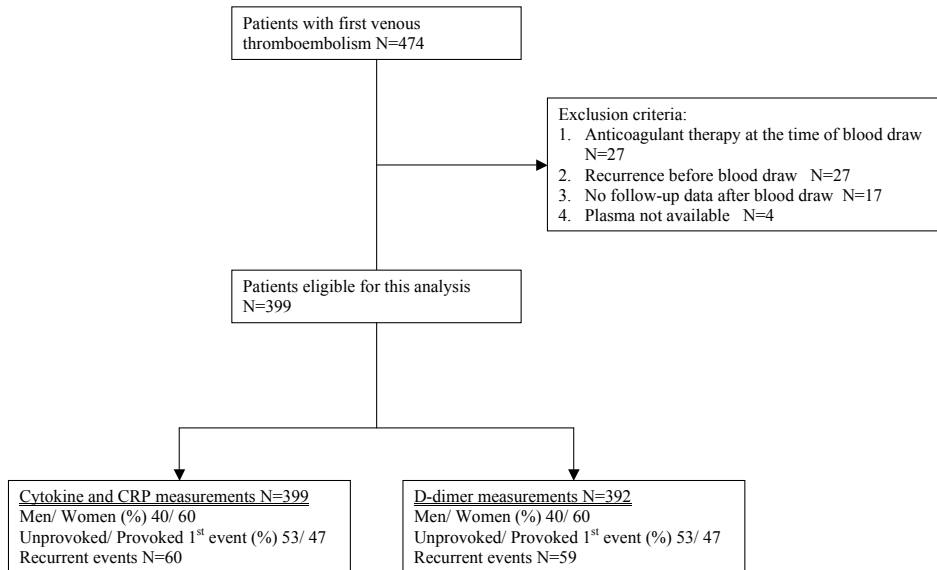 Patients with first venous
thromboembolism N=474
Exclusion criteria:
1. Anticoagulant therapy at the time of blood draw
N=27
2. Recurrence before blood draw N=27
3. No follow-up data after blood draw N=17
4. Plasma not available N=4
Patients eligible for this analysis
N=399
Cytokine and CRP measurements N=399
Men/ Women (%) 40/ 60
Unprovoked/ Provoked 1st event (%) 53/ 47
Recurrent events N=60
D-dimer measurements N=392
Men/ Women (%) 40/ 60
Unprovoked/ Provoked 1st event (%) 53/ 47
Recurrent events N=59